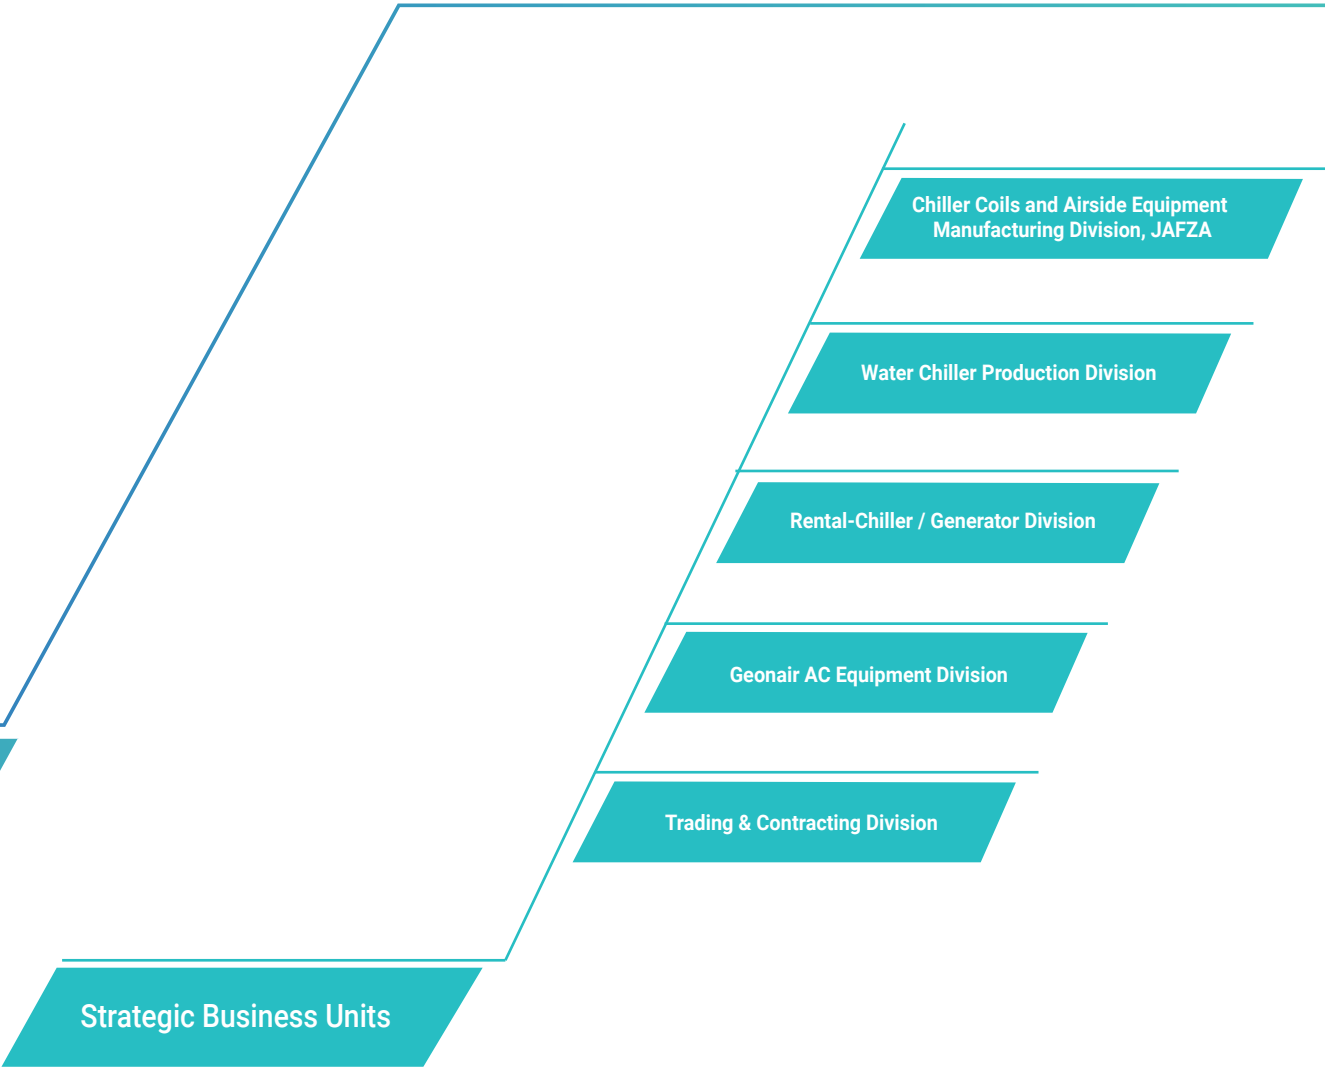 Chiller Coils and Airside Equipment
Manufacturing Division, JAFZA
Water Chiller Production Division
Rental-Chiller / Generator Division
Geonair AC Equipment Division
Trading & Contracting Division
Strategic Business Units